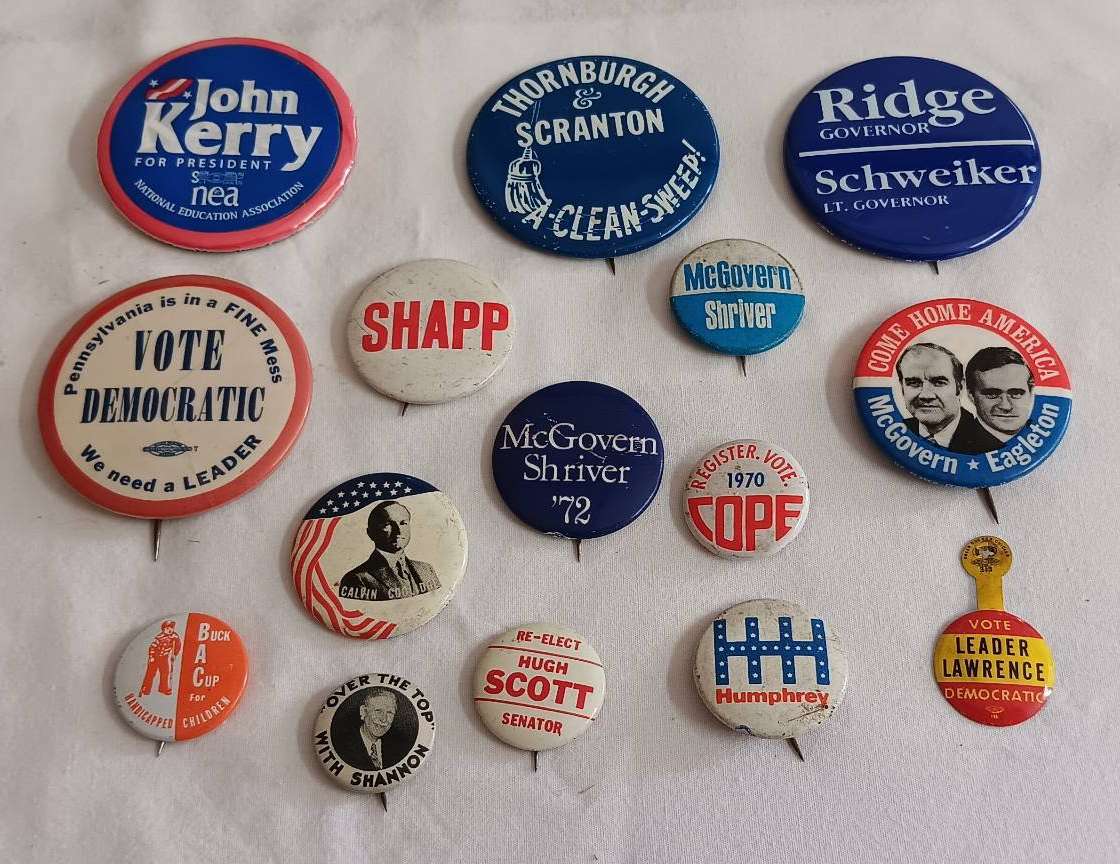 John
Kerry
FOR PRESIDENT
nea
NATIONAL EDUCATION ASSOCIATION
THORNBURGH
&
SCRANTON
A-CLEAN-SWEEP!
Ridge
GOVERNOR
Schweiker
LT. GOVERNOR
Pennsylvania is in a FINE Mess
VOTE
DEMOCRATIC
We need a LEADER
SHAPP
McGovern
Shriver
COME HOME AMERICA
McGovern ★ Eagleton
McGovern
Shriver
'72
REGISTER. VOTE.
1970
COPE
CALVIN COOLIDGE
BUCK
A
CUP
For
HANDICAPPED CHILDREN
"OVER THE TOP"
WITH SHANNON
RE-ELECT
HUGH
SCOTT
SENATOR
HHH
Humphrey
VOTE
LEADER
LAWRENCE
DEMOCRATIC